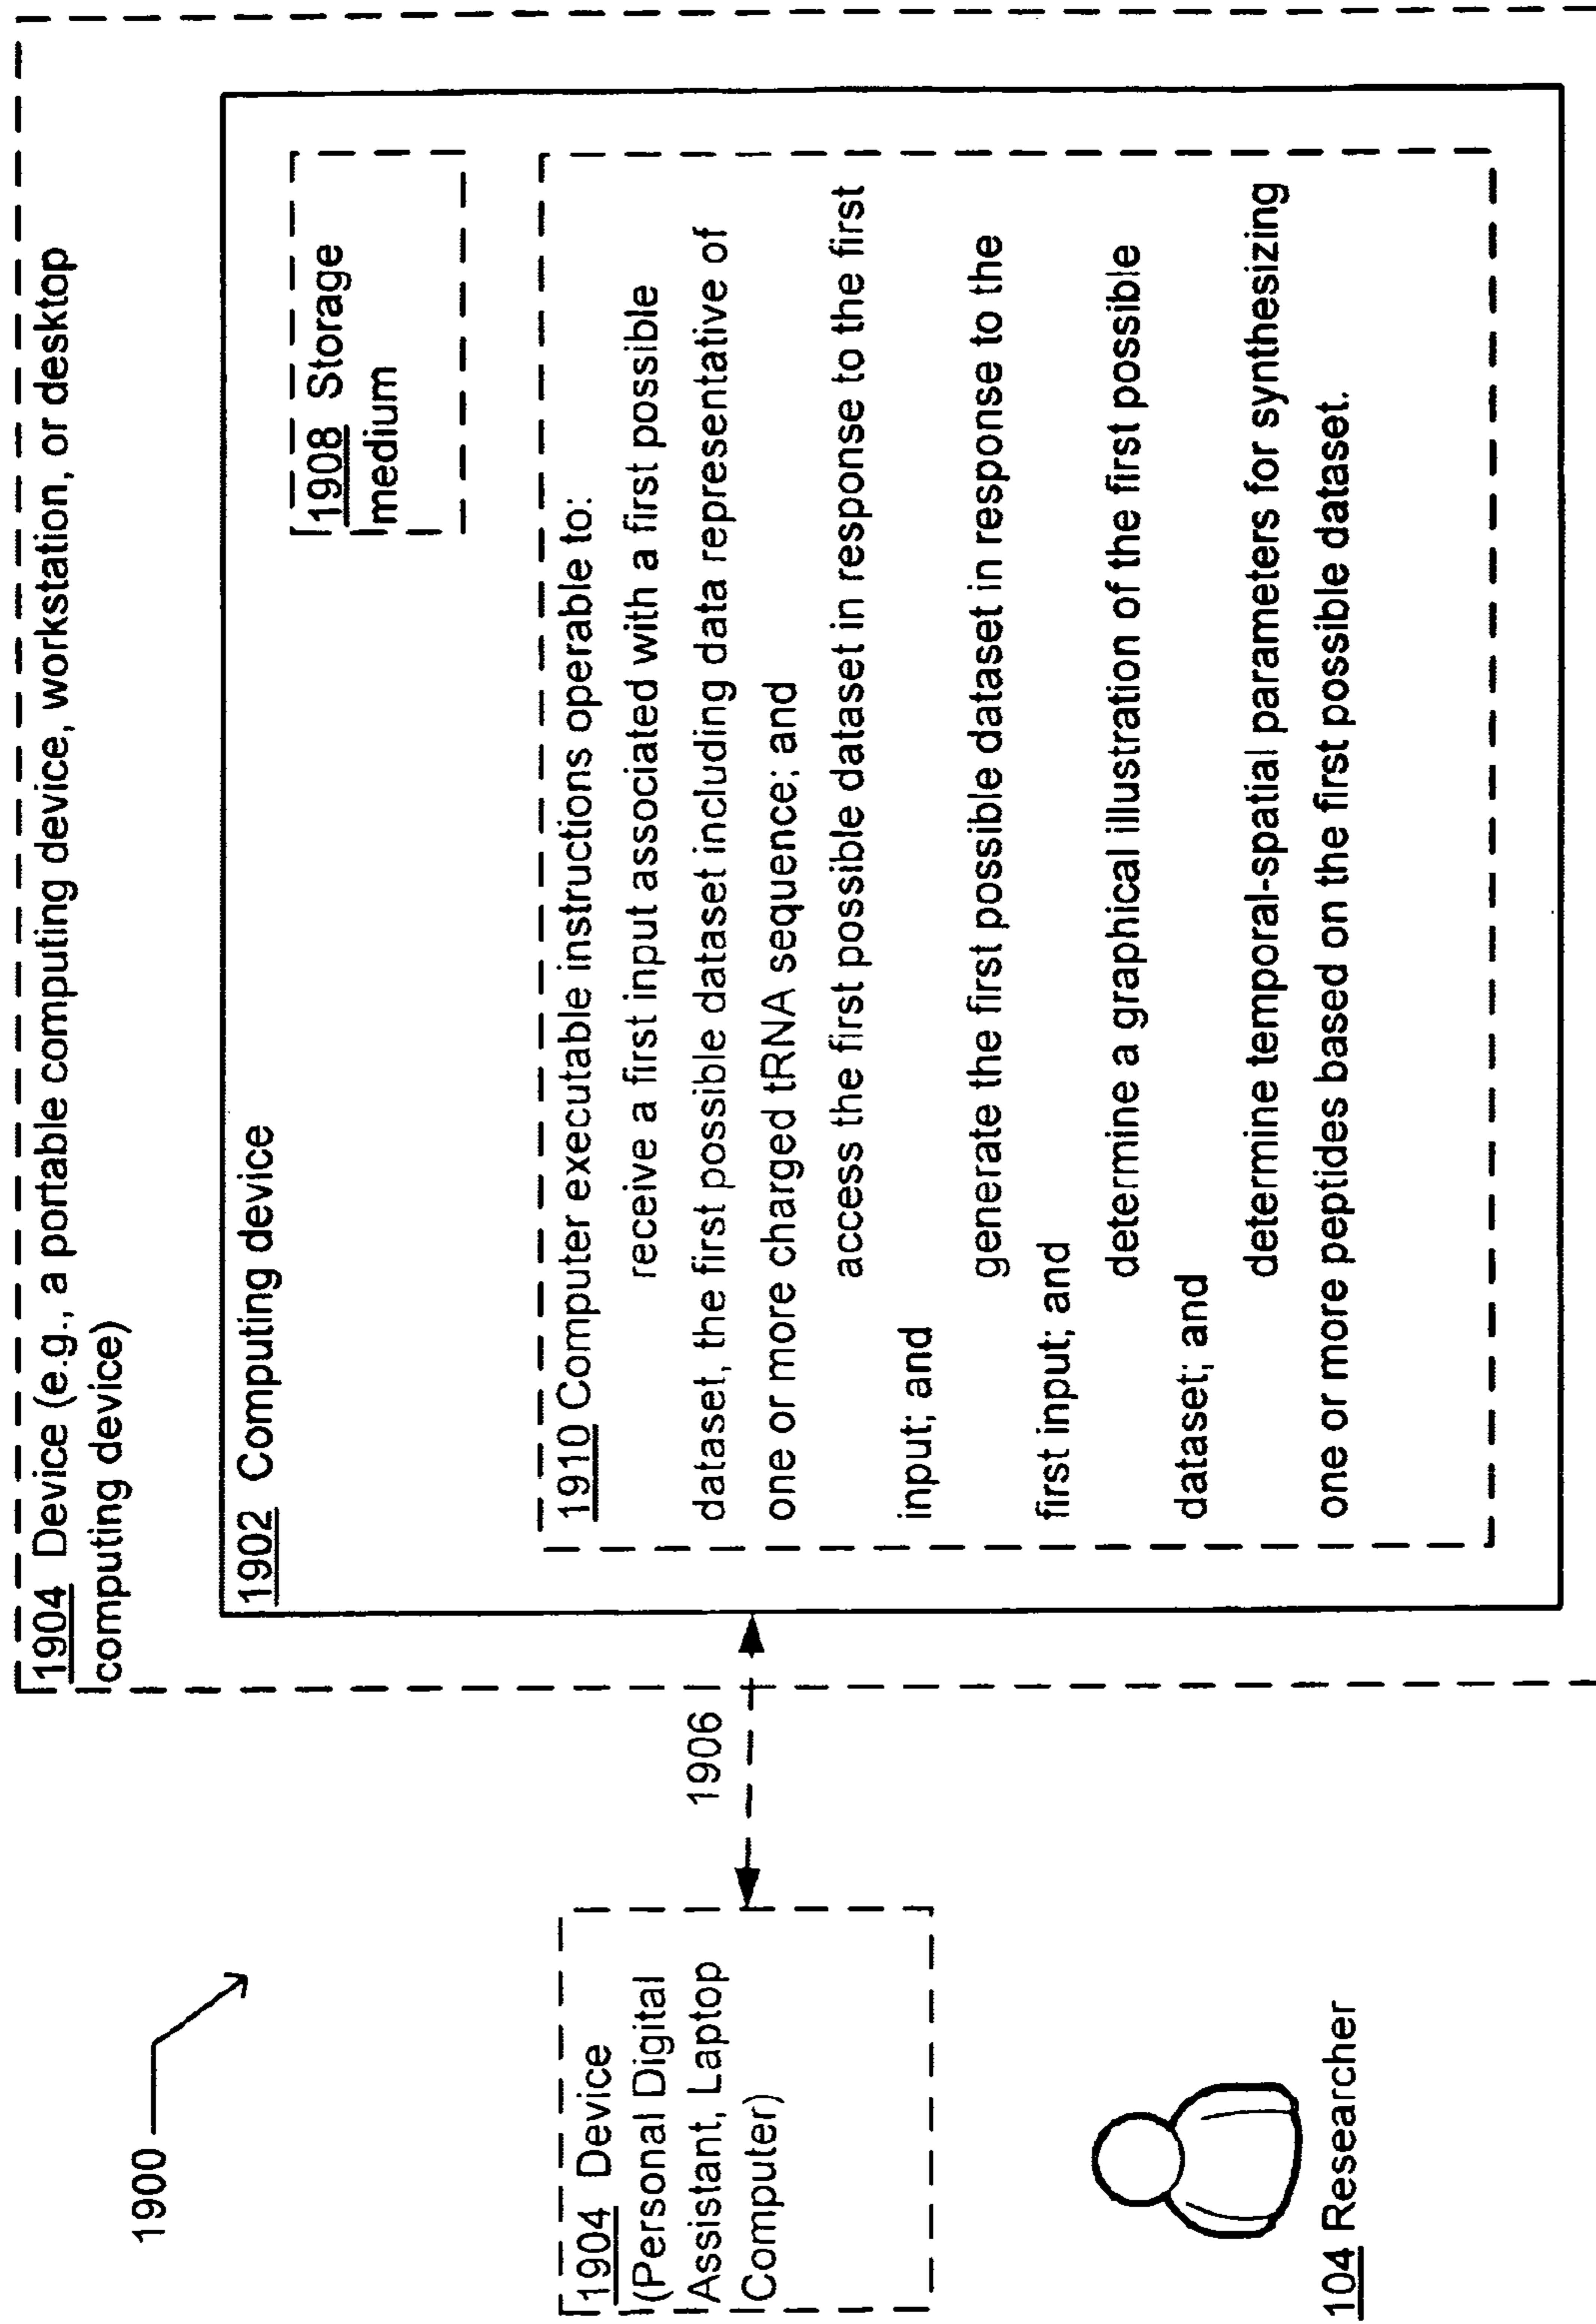 1900
1904 Device (e.g., a portable computing device, workstation, or desktop
computing device)
1902 Computing device
1908 Storage
medium
1910 Computer executable instructions operable to:
receive a first input associated with a first possible
dataset, the first possible dataset including data representative of
one or more charged tRNA sequence; and
access the first possible dataset in response to the first
input; and
generate the first possible dataset in response to the
first input; and
determine a graphical illustration of the first possible
dataset; and
determine temporal-spatial parameters for synthesizing
one or more peptides based on the first possible dataset.
1906
1904 Device
(Personal Digital
Assistant, Laptop
Computer)
104 Researcher